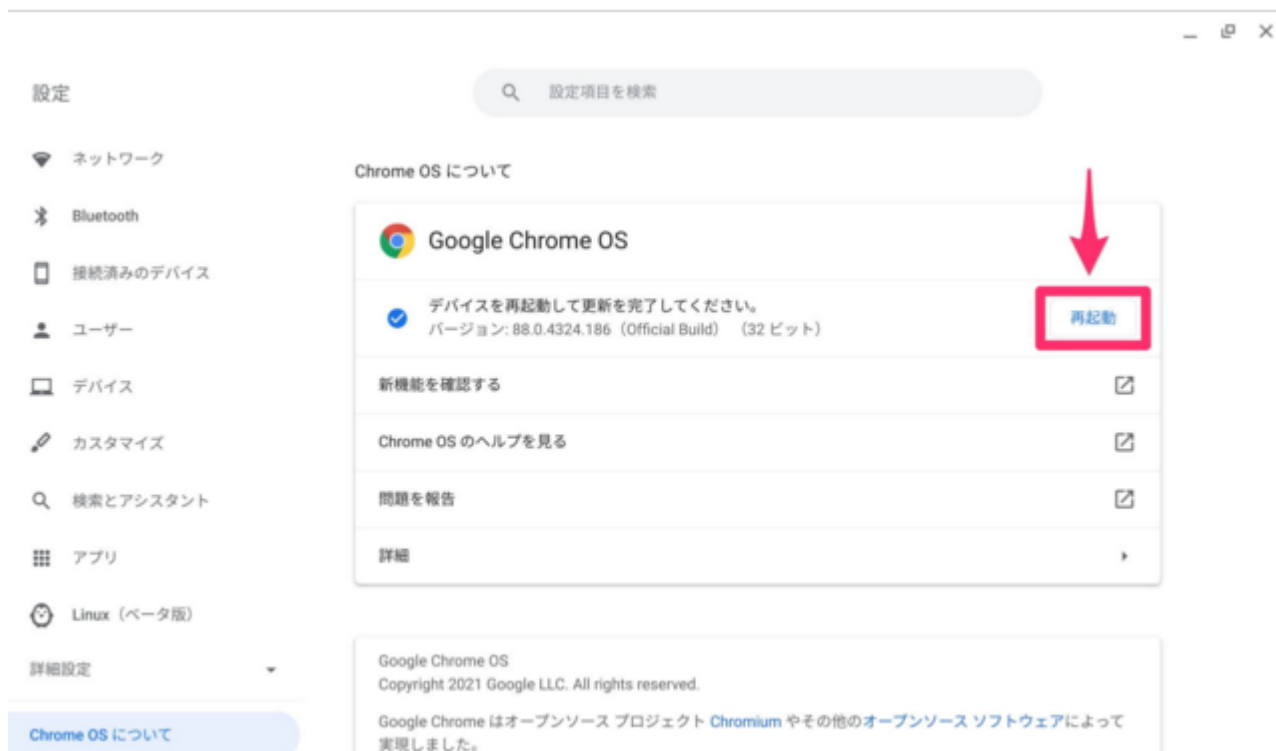 設定
設定項目を検索
ネットワーク
Bluetooth
接続済みのデバイス
ユーザー
デバイス
カスタマイズ
検索とアシスタント
アプリ
Linux（ベータ版）
詳細設定
Chrome OS について
Chrome OS について
Google Chrome OS
デバイスを再起動して更新を完了してください。
バージョン: 88.0.4324.186（Official Build） （32 ビット）
再起動
新機能を確認する
Chrome OS のヘルプを見る
問題を報告
詳細
Google Chrome OS
Copyright 2021 Google LLC. All rights reserved.
Google Chrome はオープンソース プロジェクト Chromium やその他のオープンソース ソフトウェアによって
実現しました。